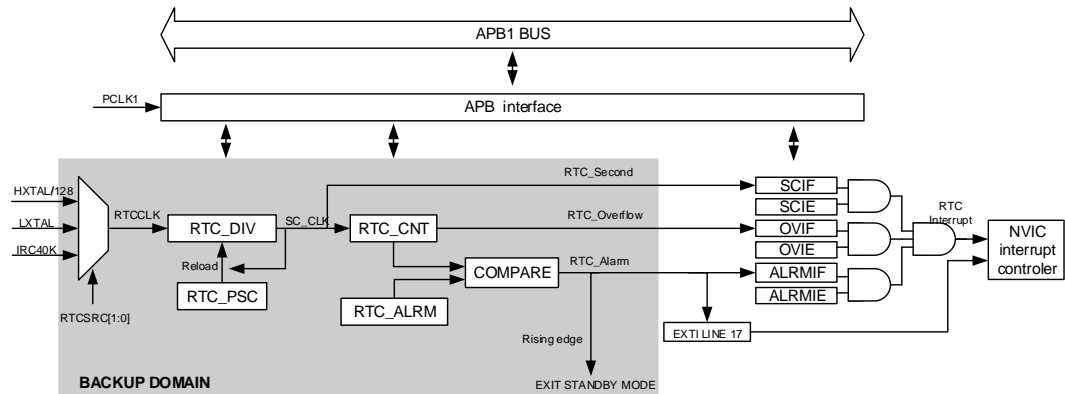 APB1 BUS
PCLK1
APB interface
HXTAL/128
LXTAL
IRC40K
RTCSRC[1:0]
RTCCLK
RTC_DIV
Reload
RTC_PSC
SC_CLK
RTC_CNT
RTC_ALRM
COMPARE
RTC_Second
RTC_Overflow
RTC_Alarm
Rising edge
EXIT STANDBY MODE
BACKUP DOMAIN
SCIF
SCIE
OVIF
OVIE
ALRMIF
ALRMIE
EXTI LINE 17
RTC
Interrupt
NVIC
interrupt
controler